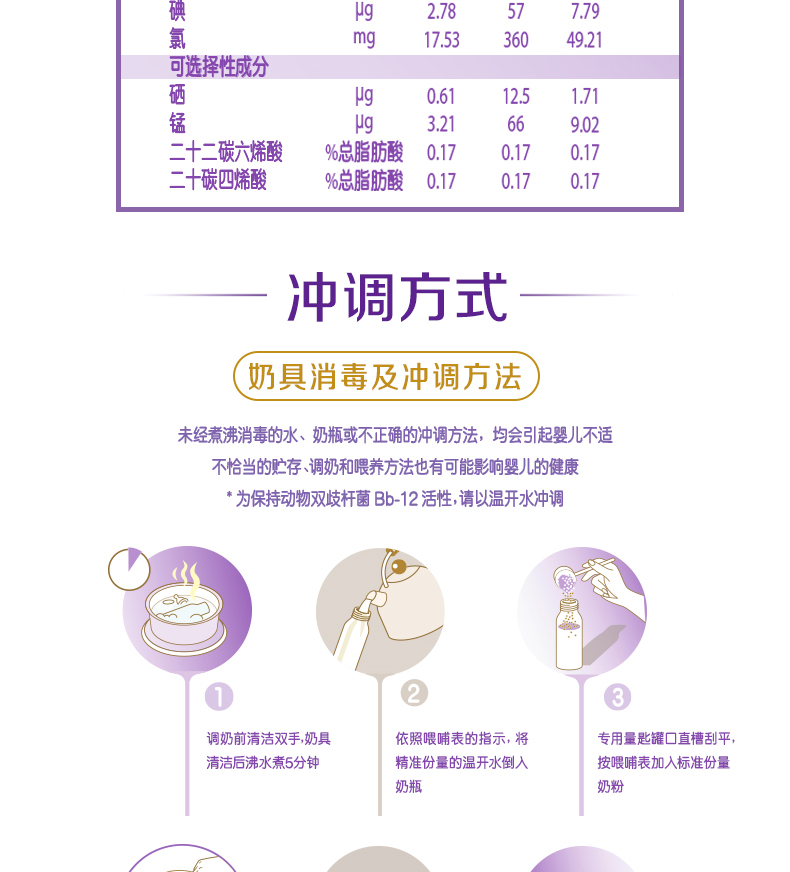 碘 μg 2.78 57 7.79
氯 mg 17.53 360 49.21
可选择性成分
硒 μg 0.61 12.5 1.71
锰 μg 3.21 66 9.02
二十二碳六烯酸 %总脂肪酸 0.17 0.17 0.17
二十碳四烯酸 %总脂肪酸 0.17 0.17 0.17
冲调方式
奶具消毒及冲调方法
未经煮沸消毒的水、奶瓶或不正确的冲调方法，均会引起婴儿不适
不恰当的贮存、调奶和喂养方法也有可能影响婴儿的健康
*为保持动物双歧杆菌 Bb-12 活性，请以温开水冲调
1
调奶前清洁双手，奶具
清洁后沸水煮5分钟
2
依照喂哺表的指示，将
精准份量的温开水倒入
奶瓶
3
专用量匙罐口直槽刮平，
按喂哺表加入标准份量
奶粉